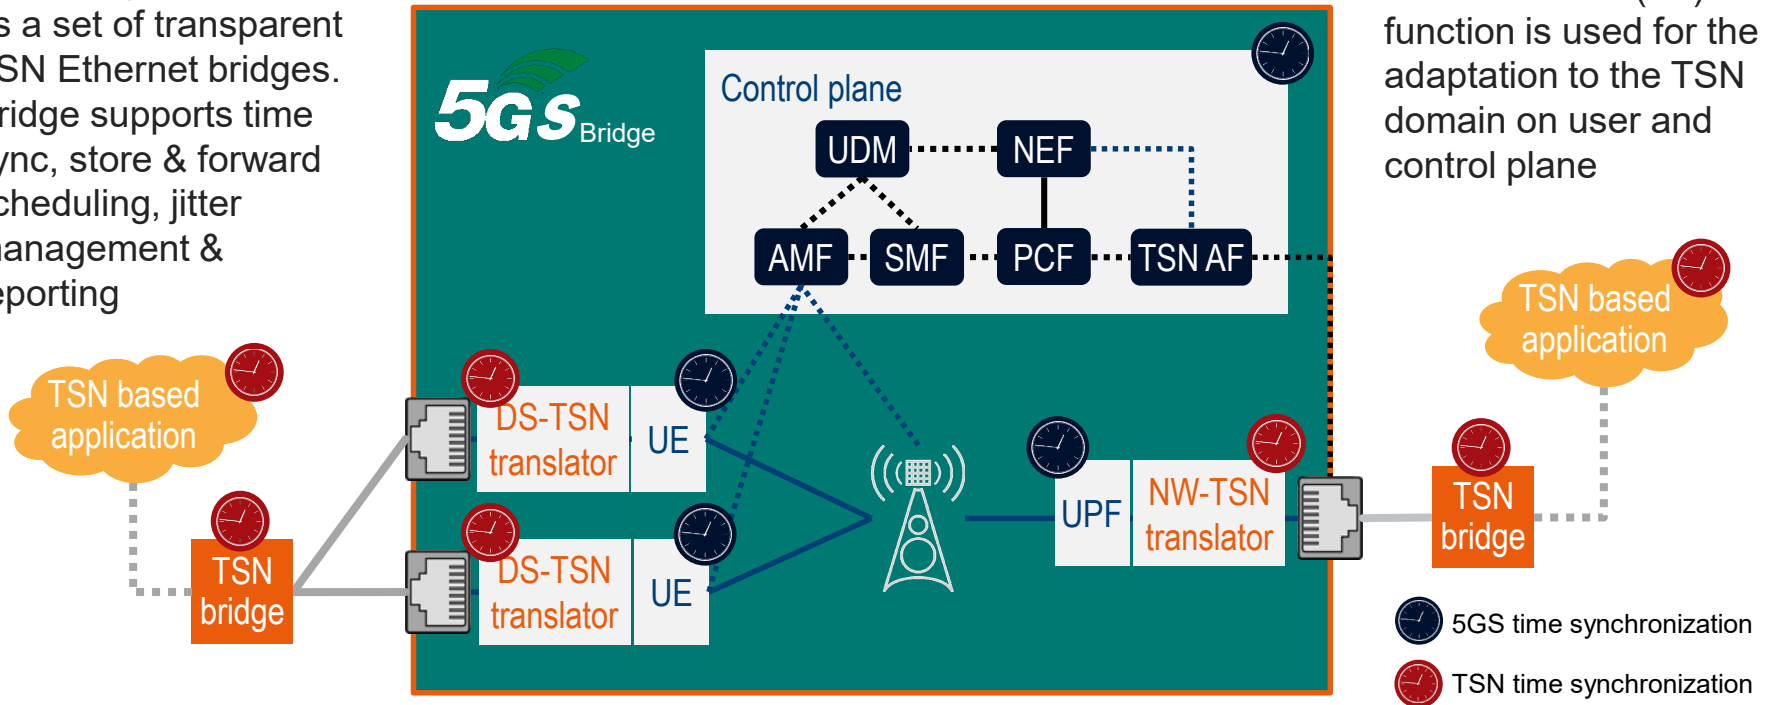 s a set of transparent
SN Ethernet bridges.
ridge supports time
ync, store & forward
cheduling, jitter
anagement &
eporting
5GS Bridge
Control plane
UDM
NEF
AMF
SMF
PCF
TSN AF
function is used for the
adaptation to the TSN
domain on user and
control plane
TSN based
application
TSN
bridge
DS-TSN
translator
UE
DS-TSN
translator
UE
UPF
NW-TSN
translator
TSN
bridge
TSN based
application
5GS time synchronization
TSN time synchronization